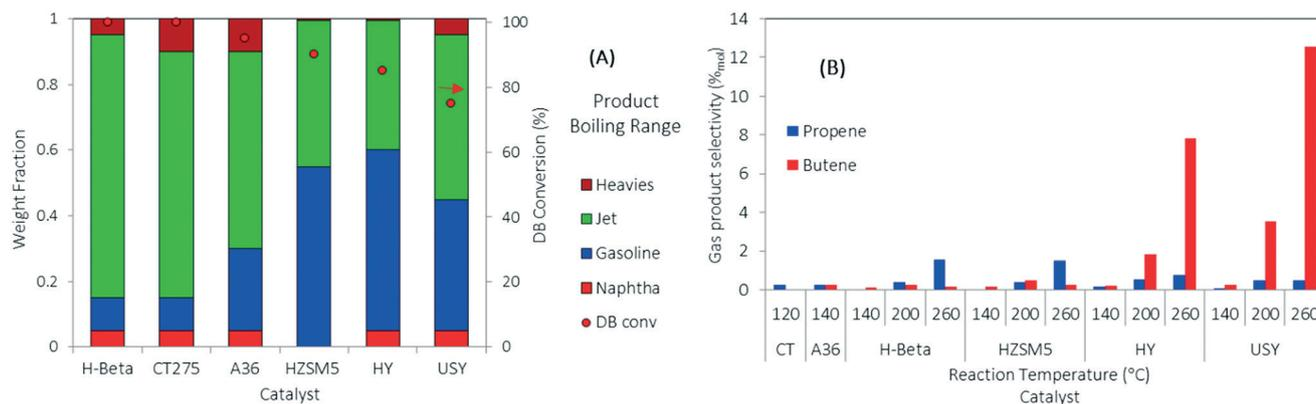 (A)
Weight Fraction
1
0.8
0.6
0.4
0.2
0
100
80
60
40
20
0
DB Conversion (%)
H-Beta CT275 A36 HZSM5 HY USY
Catalyst
Product
Boiling Range
Heavies
Jet
Gasoline
Naphtha
DB conv
(B)
Gas product selectivity (%mol)
14
12
10
8
6
4
2
0
Propene
Butene
120 140 140 200 260 140 200 260 140 200 260 140 200 260
CT A36 H-Beta HZSM5 HY USY
Reaction Temperature (°C)
Catalyst